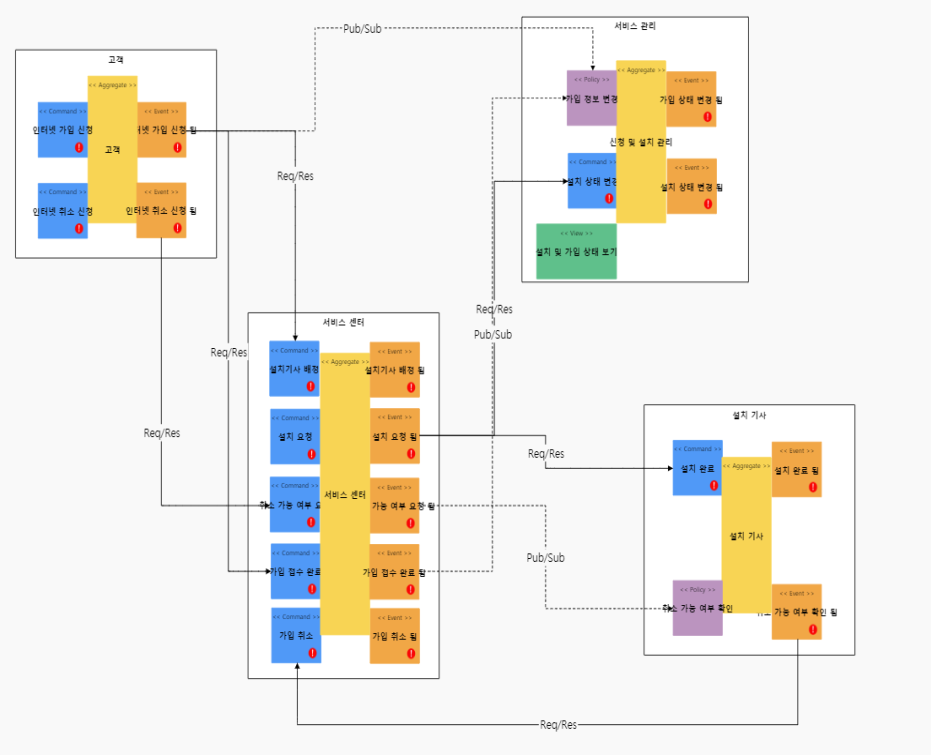 고객
<< Aggregate >>
고객
<< Command >>
인터넷 가입 신청
<< Event >>
터넷 가입 신청 됨
<< Command >>
인터넷 취소 신청
<< Event >>
인터넷 취소 신청 됨
Pub/Sub
서비스 관리
<< Policy >>
가입 정보 변경
<< Aggregate >>
신청 및 설치 관리
<< Event >>
가입 상태 변경 됨
<< Command >>
설치 상태 변경
<< Event >>
설치 상태 변경 됨
<< View >>
설치 및 가입 상태 보기
Req/Res
Req/Res
Pub/Sub
Req/Res
Req/Res
서비스 센터
<< Command >>
설치기사 배정
<< Aggregate >>
서비스 센터
<< Event >>
설치기사 배정 됨
<< Command >>
설치 요청
<< Event >>
설치 요청 됨
<< Command >>
취소 가능 여부 요
<< Event >>
가능 여부 요청 됨
<< Command >>
가입 접수 완료
<< Event >>
가입 접수 완료 됨
<< Command >>
가입 취소
<< Event >>
가입 취소 됨
Req/Res
Pub/Sub
설치 기사
<< Command >>
설치 완료
<< Aggregate >>
설치 기사
<< Event >>
설치 완료 됨
<< Policy >>
취소 가능 여부 확인
<< Event >>
가능 여부 확인 됨
Req/Res